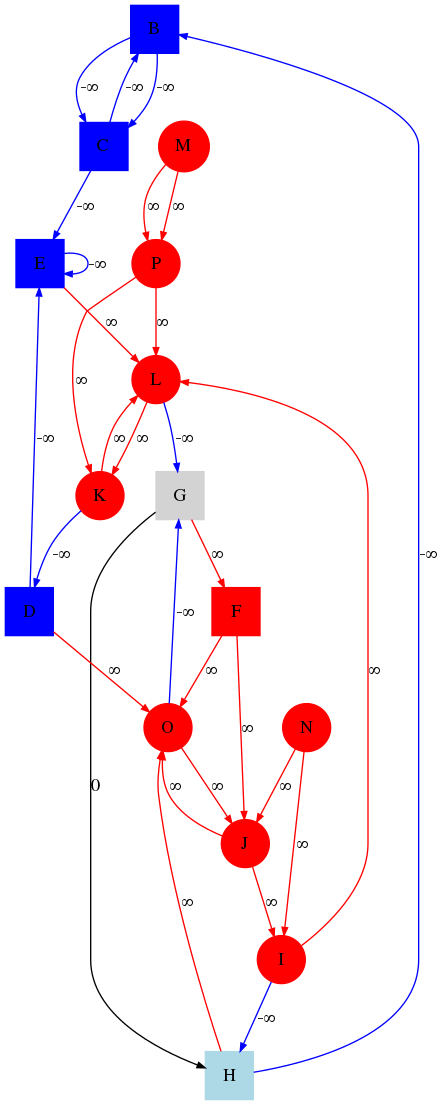 B
-∞ -∞ -∞
C M
-∞ ∞ ∞
E -∞ P
∞ ∞
∞ L
-∞ ∞ ∞ -∞
K G
-∞ ∞ -∞
D -∞ F
∞ ∞ ∞
O N
0 ∞ ∞ ∞ ∞
J
∞ ∞
I
-∞
H